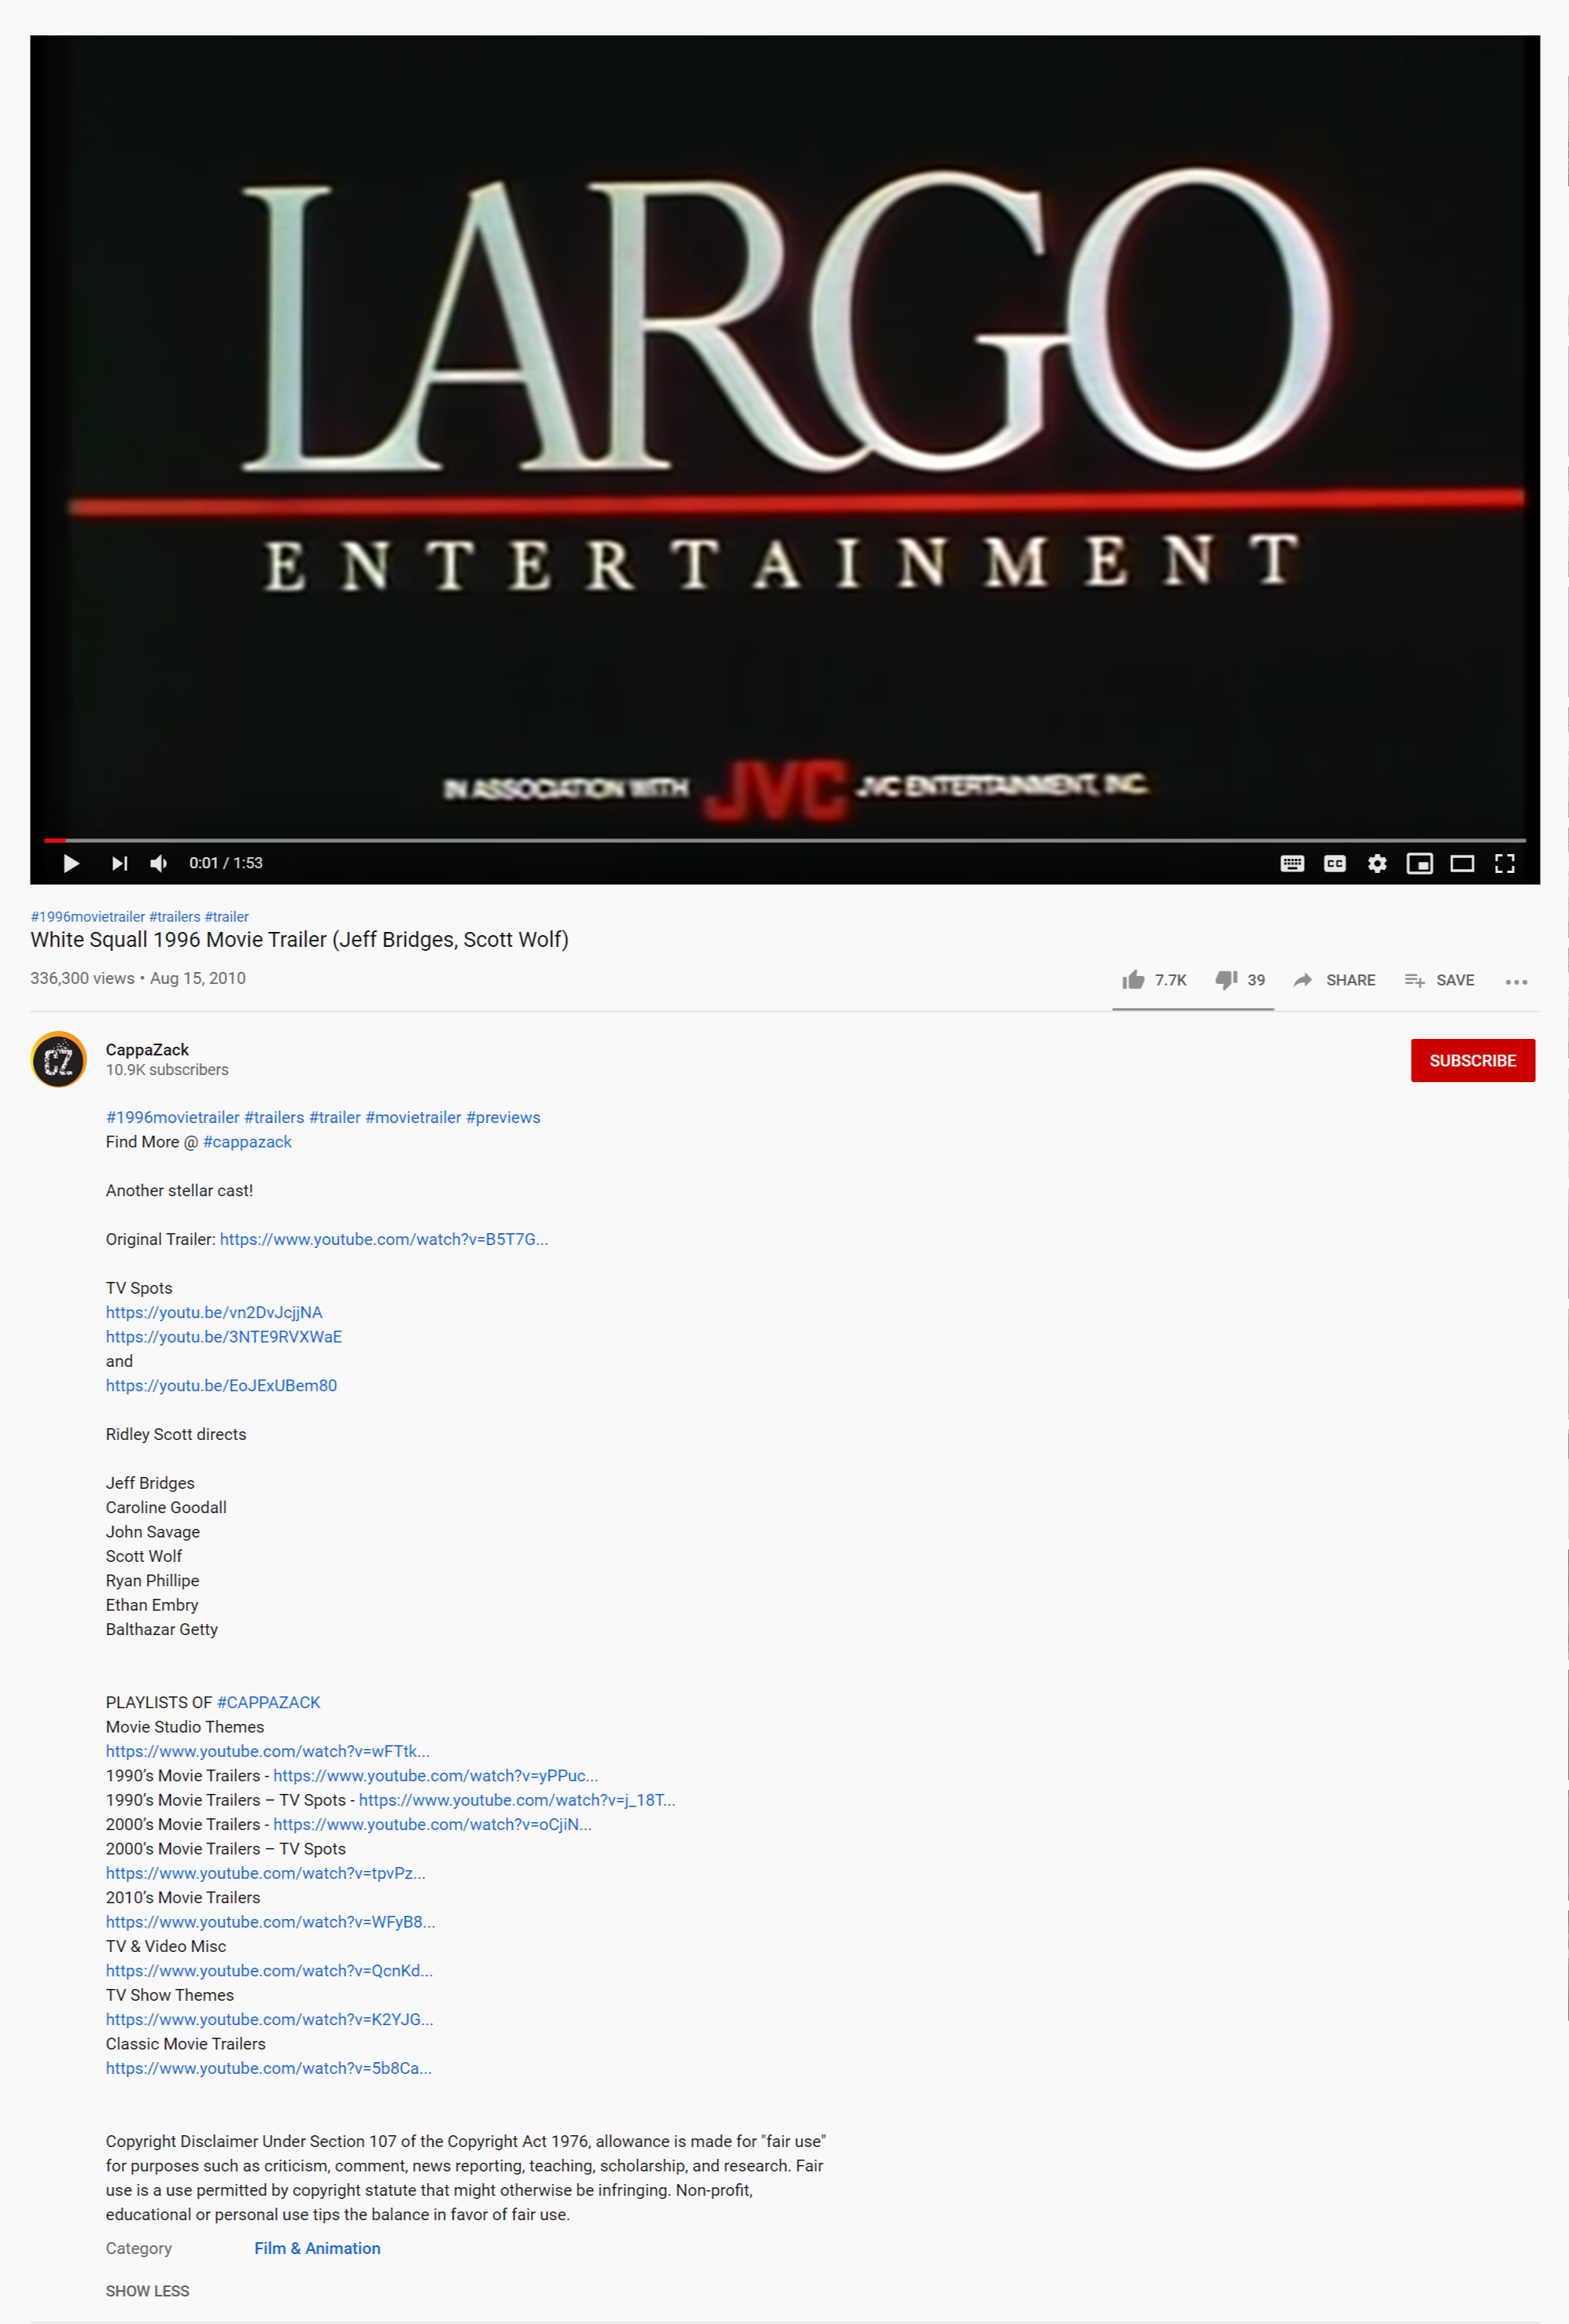 LARGO
ENTERTAINMENT
IN ASSOCIATION WITH JVC JVC ENTERTAINMENT, INC.
0:01 / 1:53
CC
#1996movietrailer #trailers #trailer
White Squall 1996 Movie Trailer (Jeff Bridges, Scott Wolf)
336,300 views • Aug 15, 2010
7.7K 39 SHARE SAVE
CZ
CappaZack
10.9K subscribers
SUBSCRIBE
#1996movietrailer #trailers #trailer #movietrailer #previews
Find More @ #cappazack
Another stellar cast!
Original Trailer: https://www.youtube.com/watch?v=B5T7G...
TV Spots
https://youtu.be/vn2DvJcjjNA
https://youtu.be/3NTE9RVXWaE
and
https://youtu.be/EoJExUBem80
Ridley Scott directs
Jeff Bridges
Caroline Goodall
John Savage
Scott Wolf
Ryan Phillipe
Ethan Embry
Balthazar Getty
PLAYLISTS OF #CAPPAZACK
Movie Studio Themes
https://www.youtube.com/watch?v=wFTtk...
1990’s Movie Trailers - https://www.youtube.com/watch?v=yPPuc...
1990’s Movie Trailers – TV Spots - https://www.youtube.com/watch?v=j_18T...
2000’s Movie Trailers - https://www.youtube.com/watch?v=oCjiN...
2000’s Movie Trailers – TV Spots
https://www.youtube.com/watch?v=tpvPz...
2010’s Movie Trailers
https://www.youtube.com/watch?v=WFyB8...
TV & Video Misc
https://www.youtube.com/watch?v=QcnKd...
TV Show Themes
https://www.youtube.com/watch?v=K2YJG...
Classic Movie Trailers
https://www.youtube.com/watch?v=5b8Ca...
Copyright Disclaimer Under Section 107 of the Copyright Act 1976, allowance is made for "fair use"
for purposes such as criticism, comment, news reporting, teaching, scholarship, and research. Fair
use is a use permitted by copyright statute that might otherwise be infringing. Non-profit,
educational or personal use tips the balance in favor of fair use.
Category Film & Animation
SHOW LESS